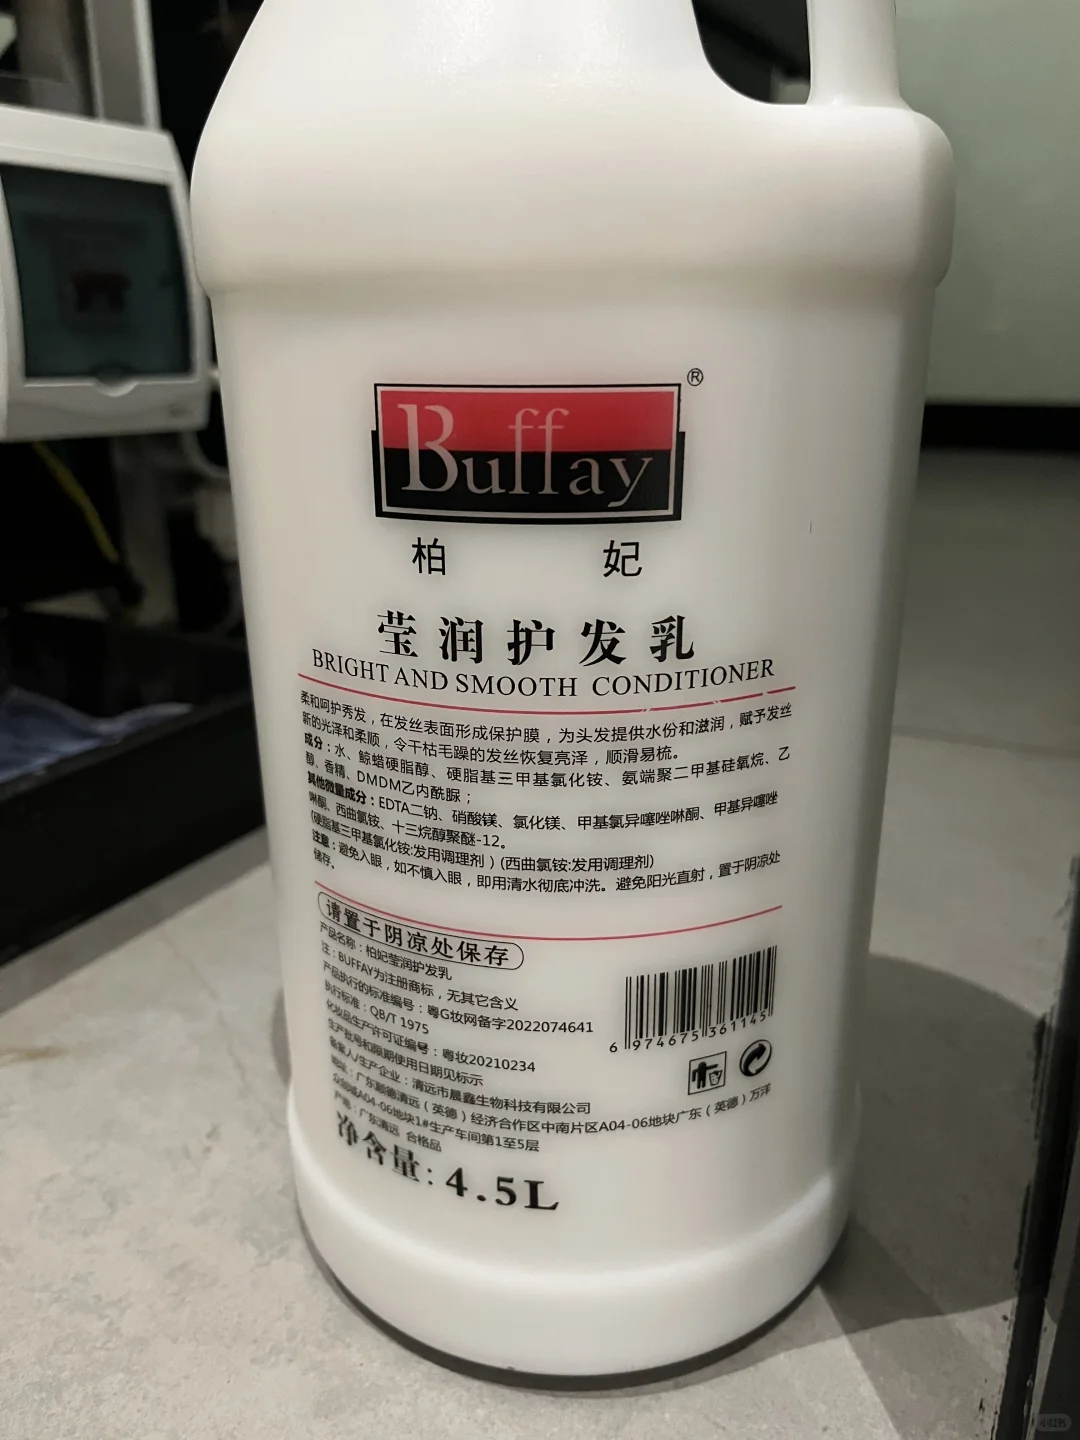 Buffay®
柏 妃
莹润护发乳
BRIGHT AND SMOOTH CONDITIONER
柔和呵护秀发，在发丝表面形成保护膜，为头发提供水份和滋润，赋予发丝
新的光泽和柔顺，令干枯毛躁的发丝恢复亮泽，顺滑易梳。
成分：水、鲸蜡硬脂醇、硬脂基三甲基氯化铵、氨端聚二甲基硅氧烷、乙
醇、香精、DMDM乙内酰脲；
其他微量成分：EDTA二钠、硝酸镁、氯化镁、甲基氯异噻唑啉酮、甲基异噻唑
啉酮、西曲氯铵、十三烷醇聚醚-12。
(硬脂基三甲基氯化铵:发用调理剂）(西曲氯铵:发用调理剂)
注意：避免入眼，如不慎入眼，即用清水彻底冲洗。避免阳光直射，置于阴凉处
储存。
请置于阴凉处保存
产品名称：柏妃莹润护发乳
注：BUFFAY为注册商标，无其它含义
产品执行的标准编号：粤G妆网备字2022074641
执行标准：QB/T 1975
化妆品生产许可证编号：粤妆20210234
生产批号和限期使用日期见标示
备案人/生产企业：清远市晨鑫生物科技有限公司
地址：广东顺德清远（英德）经济合作区中南片区A04-06地块广东（英德）万洋
众创城A04-06地块1#生产车间第1至5层
产地：广东清远 合格品
净含量: 4.5L
6 974675 361145
小红书